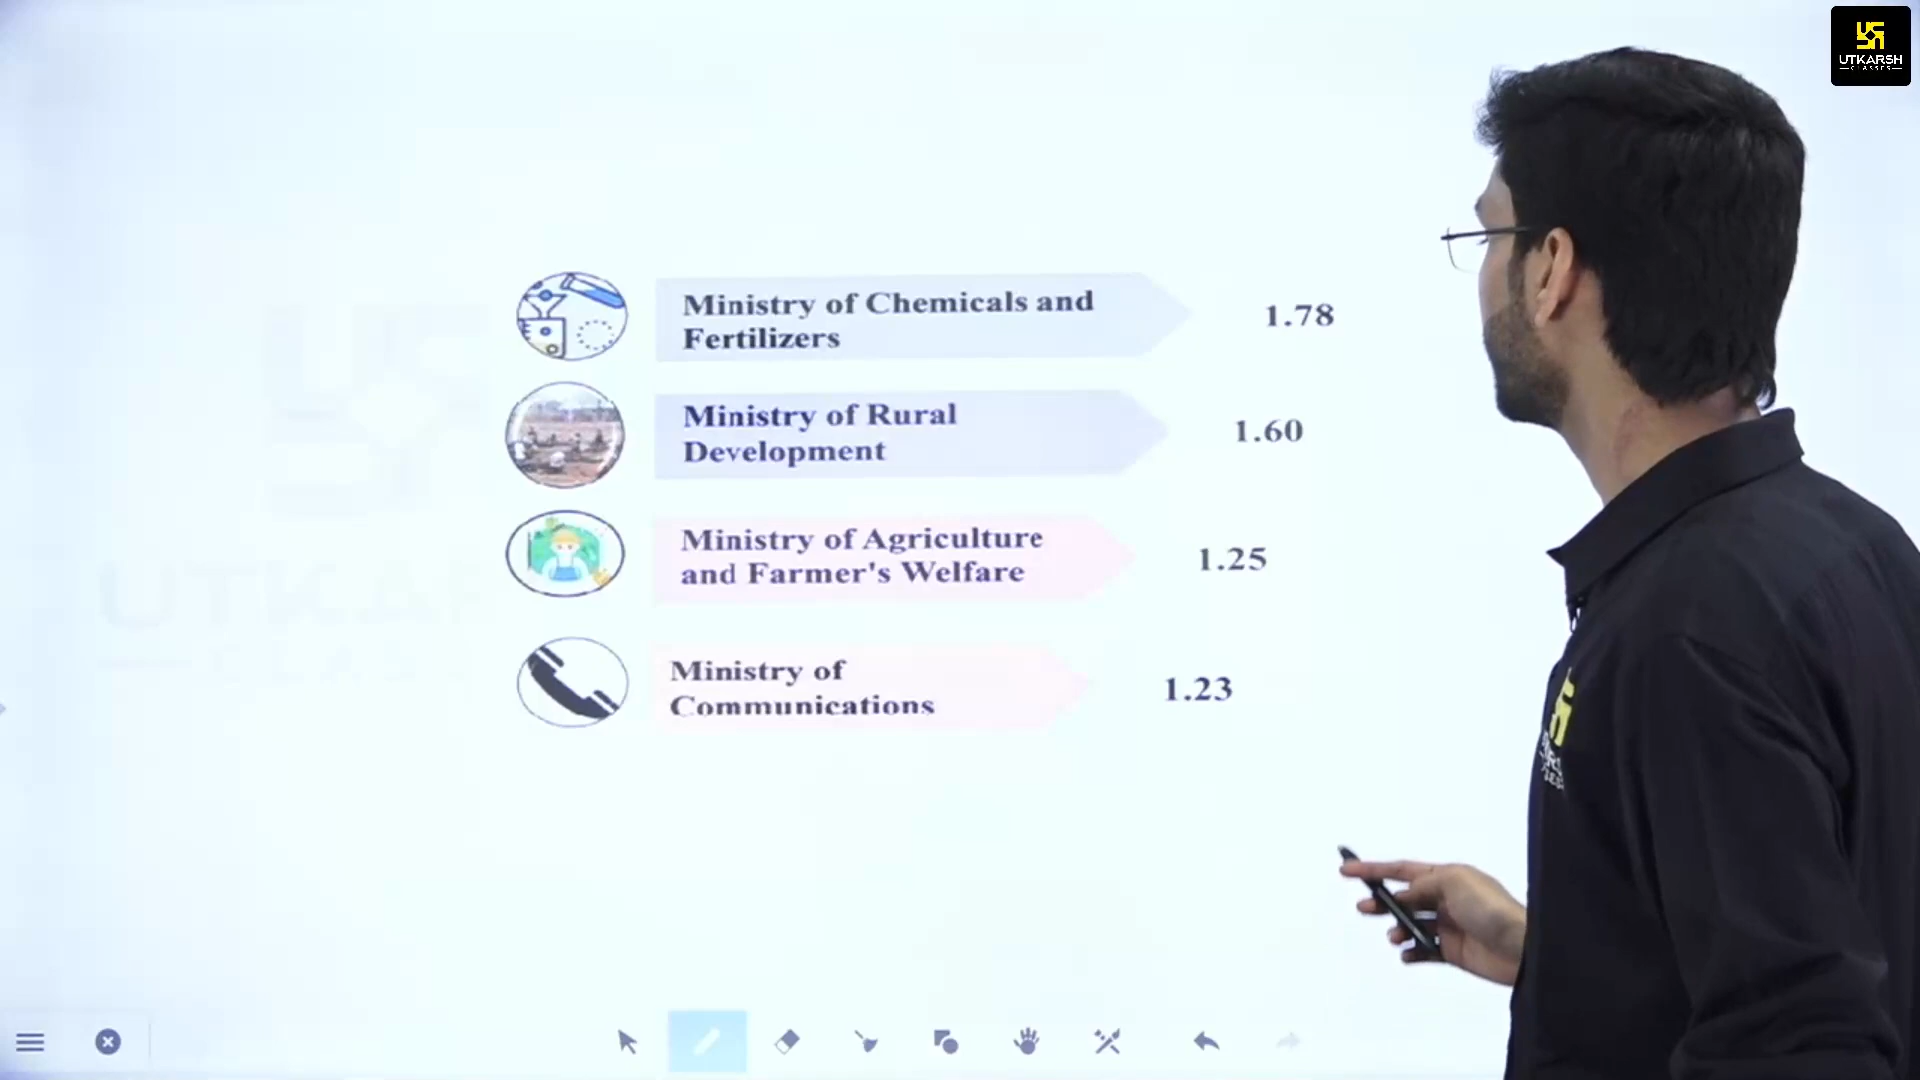 UTKARSH
CLASSES
Ministry of Chemicals and
Fertilizers
1.78
Ministry of Rural
Development
1.60
Ministry of Agriculture
and Farmer's Welfare
1.25
Ministry of
Communications
1.23